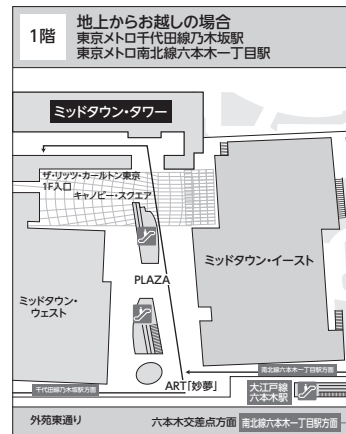 1階
地上からお越しの場合
東京メトロ千代田線乃木坂駅
東京メトロ南北線六本木一丁目駅
ミッドタウン・タワー
ザ・リッツ・カールトン東京
1F入口
キャノピー・スクエア
ミッドタウン・イースト
PLAZA
ミッドタウン・
ウェスト
南北線六本木一丁目駅方面
ART「妙夢」
千代田線乃木坂駅方面
大江戸線
六本木駅
外苑東通り
六本木交差点方面
南北線六本木一丁目駅方面